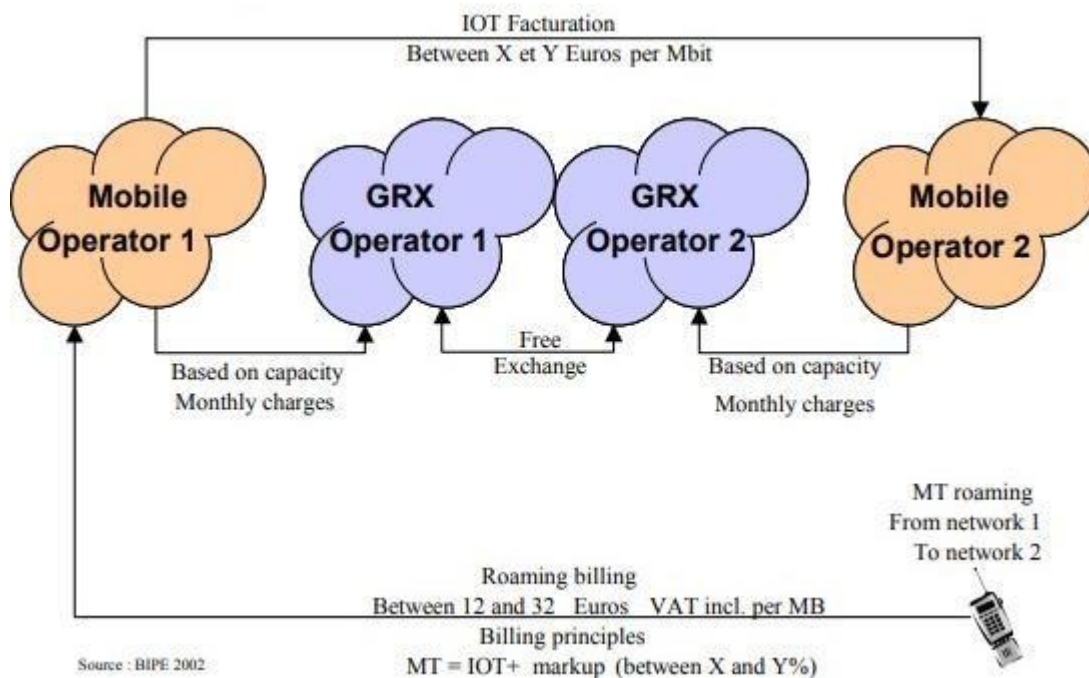 IOT Facturation
Between X et Y Euros per Mbit
Mobile
Operator 1
GRX
Operator 1
GRX
Operator 2
Mobile
Operator 2
Based on capacity
Monthly charges
Free
Exchange
Based on capacity
Monthly charges
MT roaming
From network 1
To network 2
Roaming billing
Between 12 and 32 Euros VAT incl. per MB
Billing principles
MT = IOT+ markup (between X and Y%)
Source : BIPE 2002